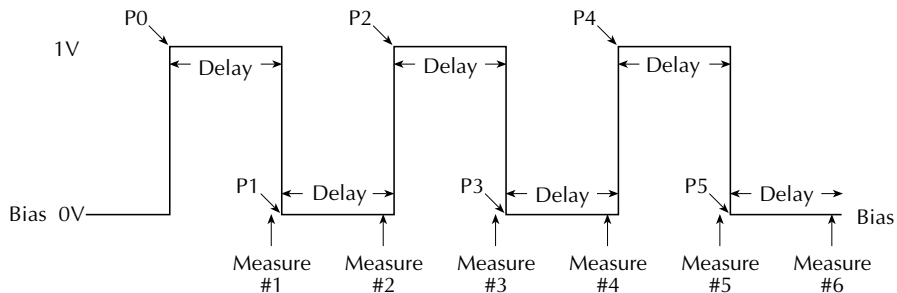 P0 P2 P4
1V
Delay Delay Delay
P1 Delay P3 Delay P5 Delay
Bias 0V Bias
Measure #1
Measure #2
Measure #3
Measure #4
Measure #5
Measure #6